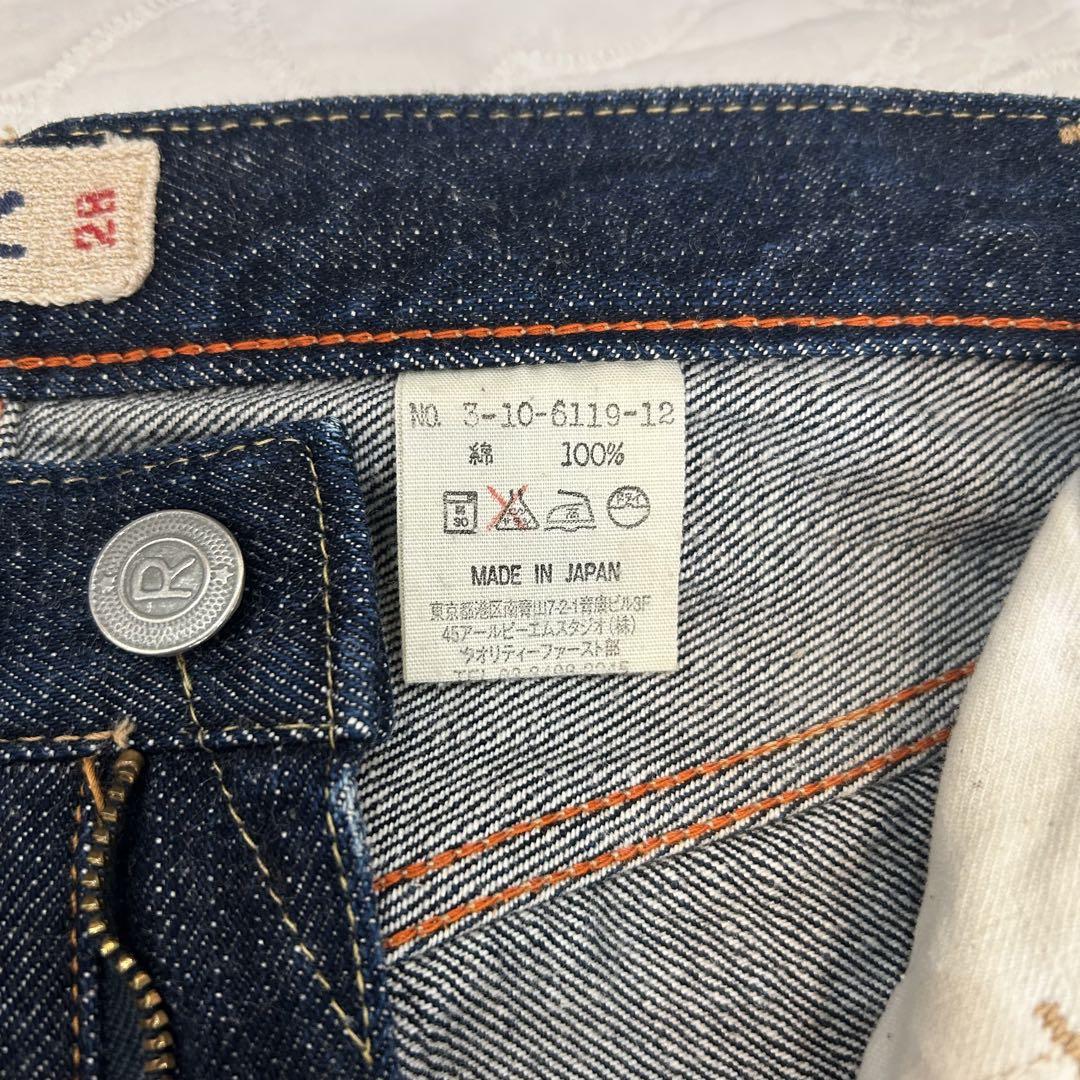 28
R
NO. 3-10-6119-12
綿 100%
MADE IN JAPAN
東京都港区南青山7-2-1音康ビル3F
45アールピーエムスタジオ(株)
クオリティーファースト部